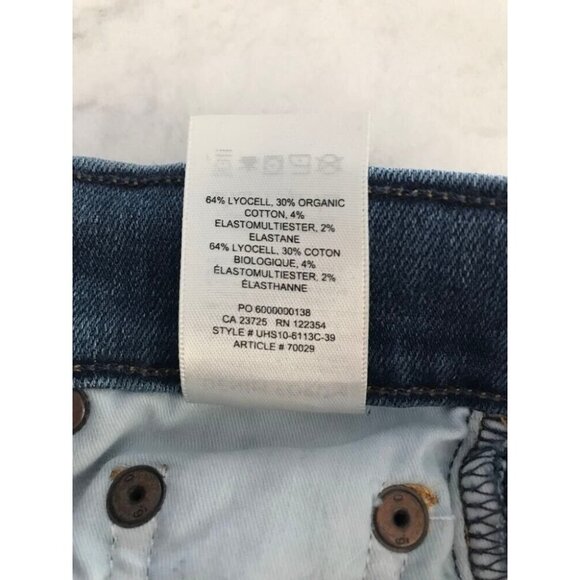 64% LYOCELL, 30% ORGANIC
COTTON, 4%
ELASTOMULTIESTER, 2%
ELASTANE
64% LYOCELL, 30% COTON
BIOLOGIQUE, 4%
ÉLASTOMULTIESTER, 2%
ÉLASTHANNE
PO 6000000138
CA 23725 RN 122354
STYLE # UHS10-6113C-39
ARTICLE # 70029